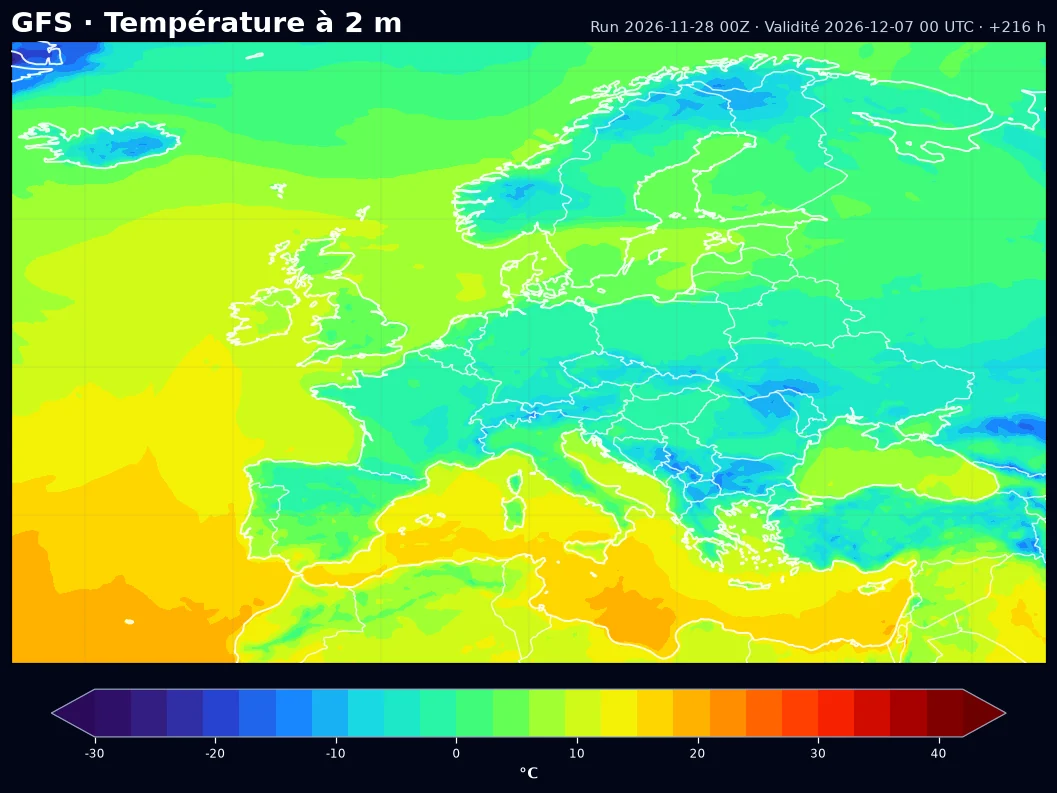 GFS · Température à 2 m
Run 2026-11-28 00Z · Validité 2026-12-07 00 UTC · +216 h
-30 -20 -10 0 10 20 30 40
°C